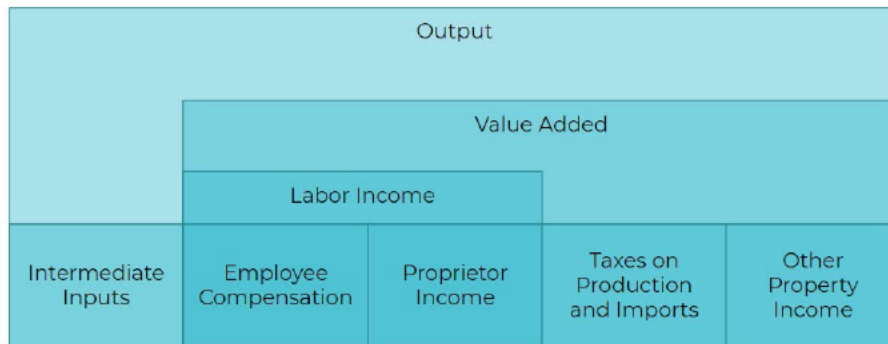 Output
Value Added
Labor Income
Intermediate
Inputs
Employee
Compensation
Proprietor
Income
Taxes on
Production
and Imports
Other
Property
Income